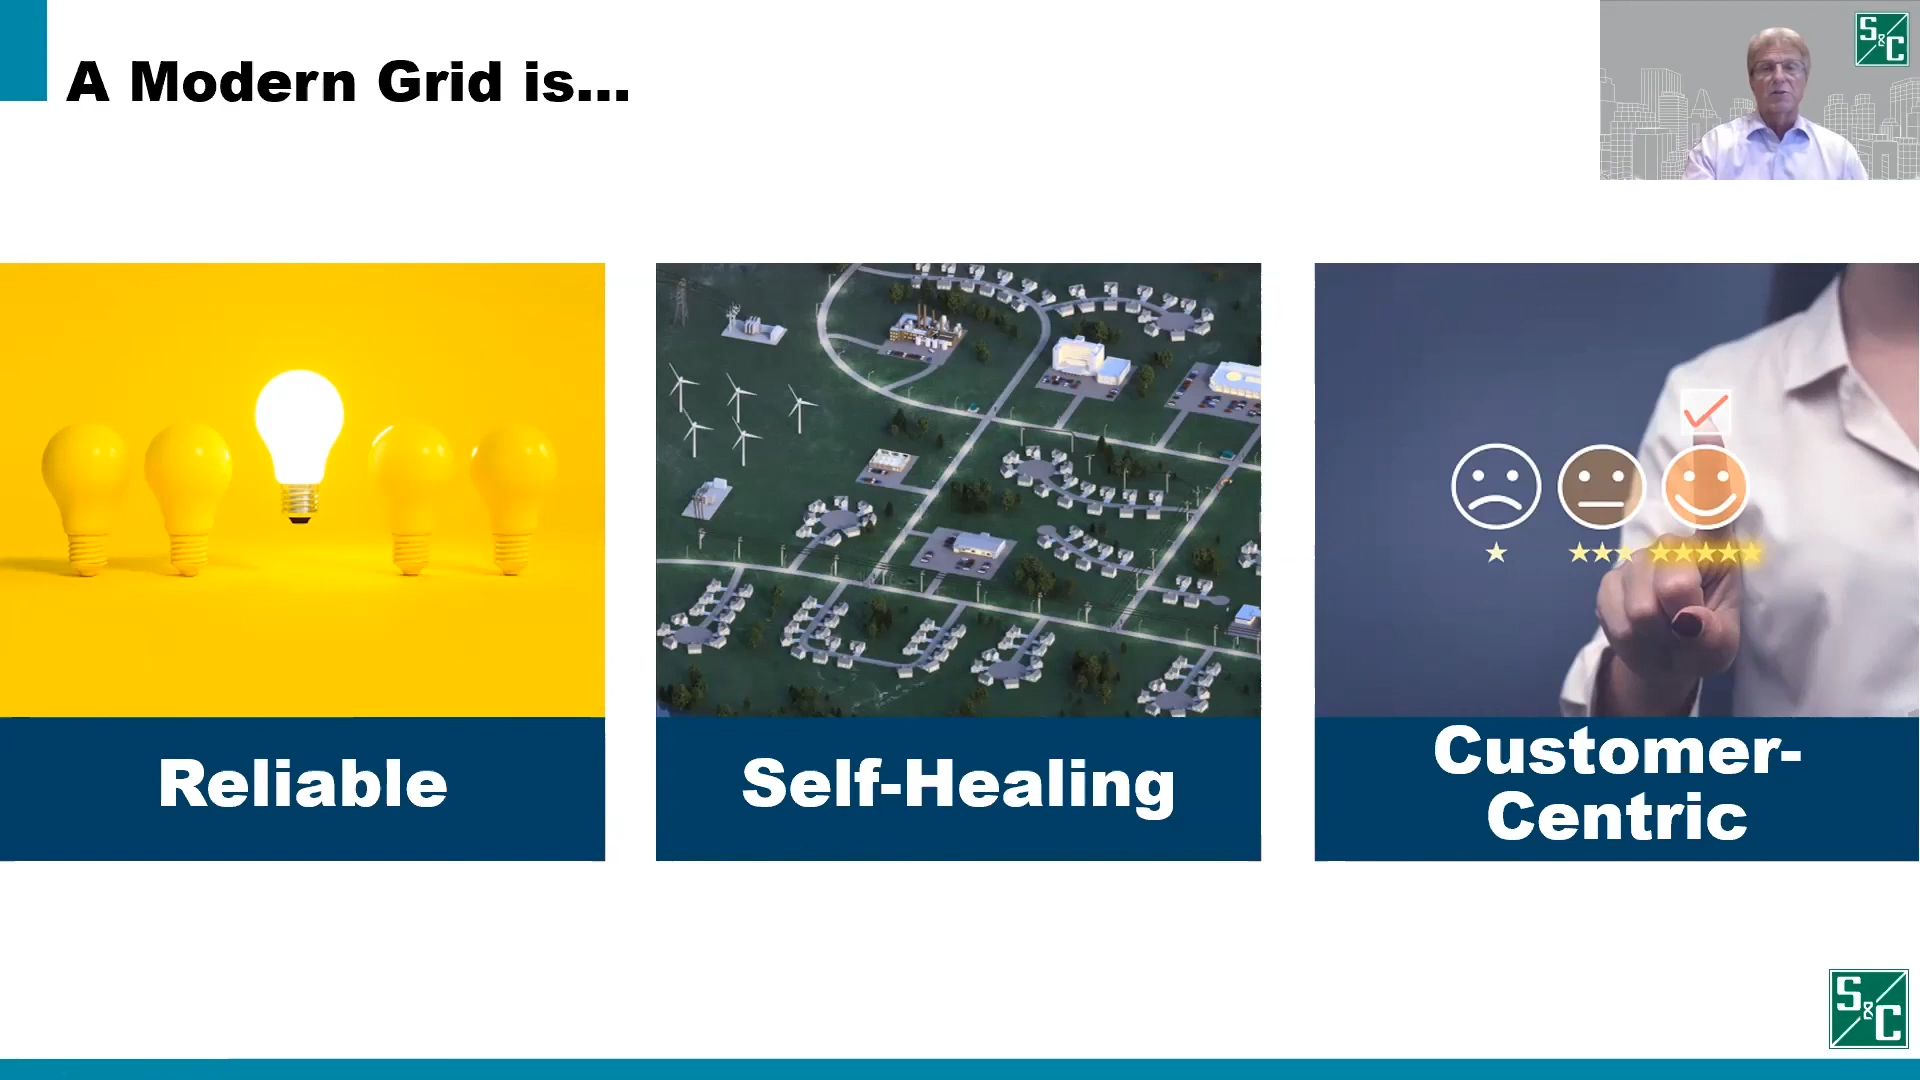 A Modern Grid is...
S&C
Reliable
Self-Healing
Customer-
Centric
S&C